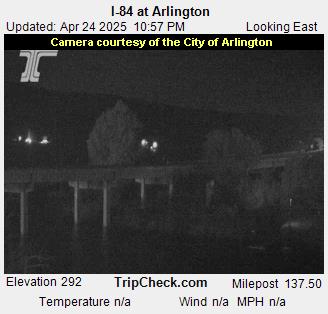 I-84 at Arlington
Updated: Apr 24 2025 10:57 PM Looking East
Camera courtesy of the City of Arlington
Elevation 292 TripCheck.com Milepost 137.50
Temperature n/a Wind n/a MPH n/a